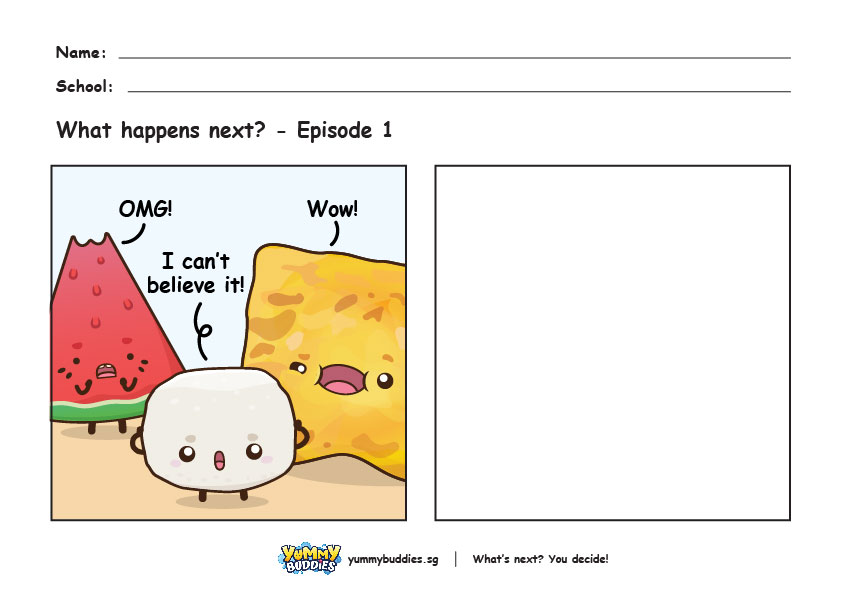 Name:
School:
What happens next? - Episode 1
OMG!
Wow!
I can't
believe it!
YUMMY
BUDDIES
yummybuddies.sg | What's next? You decide!